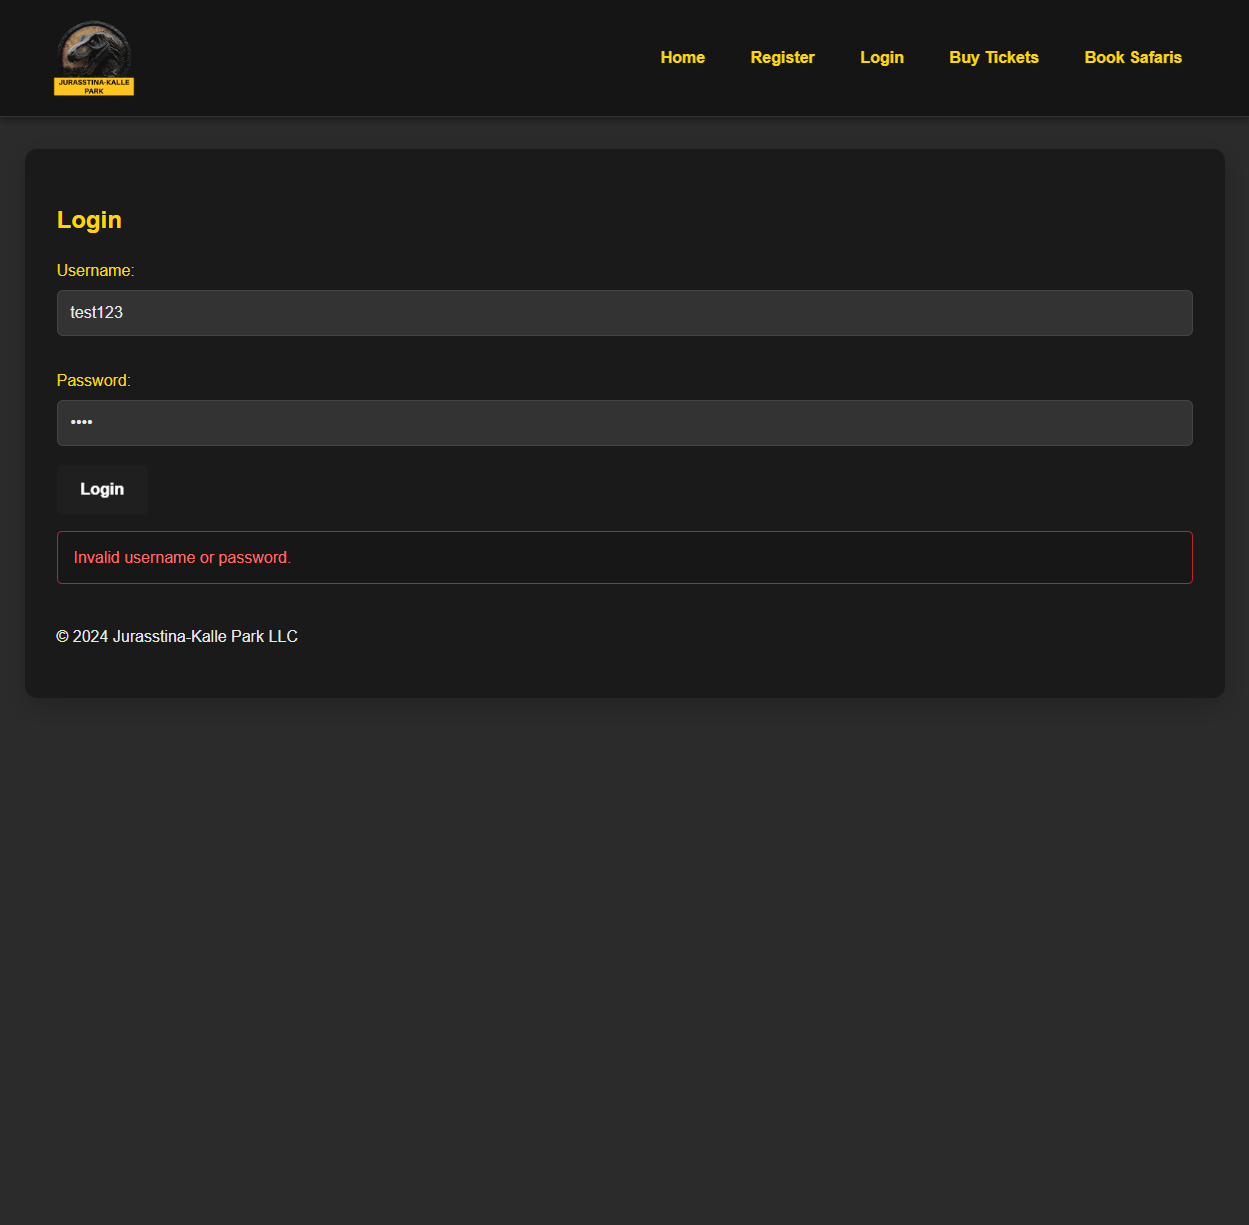 JURASSTINA-KALLE
PARK
Home
Register
Login
Buy Tickets
Book Safaris
Login
Username:
test123
Password:
••••
Login
Invalid username or password.
© 2024 Jurasstina-Kalle Park LLC